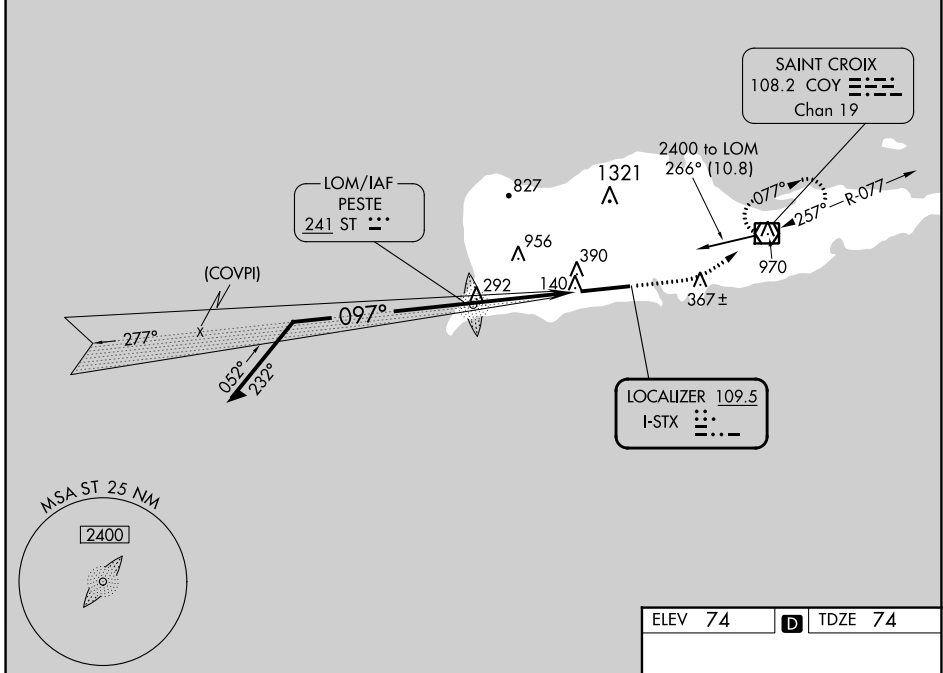 SAINT CROIX
108.2 COY
Chan 19
2400 to LOM
266° (10.8)
1321
077°
257°
R-077
LOM/IAF
PESTE
241 ST
827
956
390
970
(COVPI)
292
140
367±
097°
277°
x
052°
232°
LOCALIZER 109.5
I-STX
MSA ST 25 NM
2400
ELEV 74 D TDZE 74